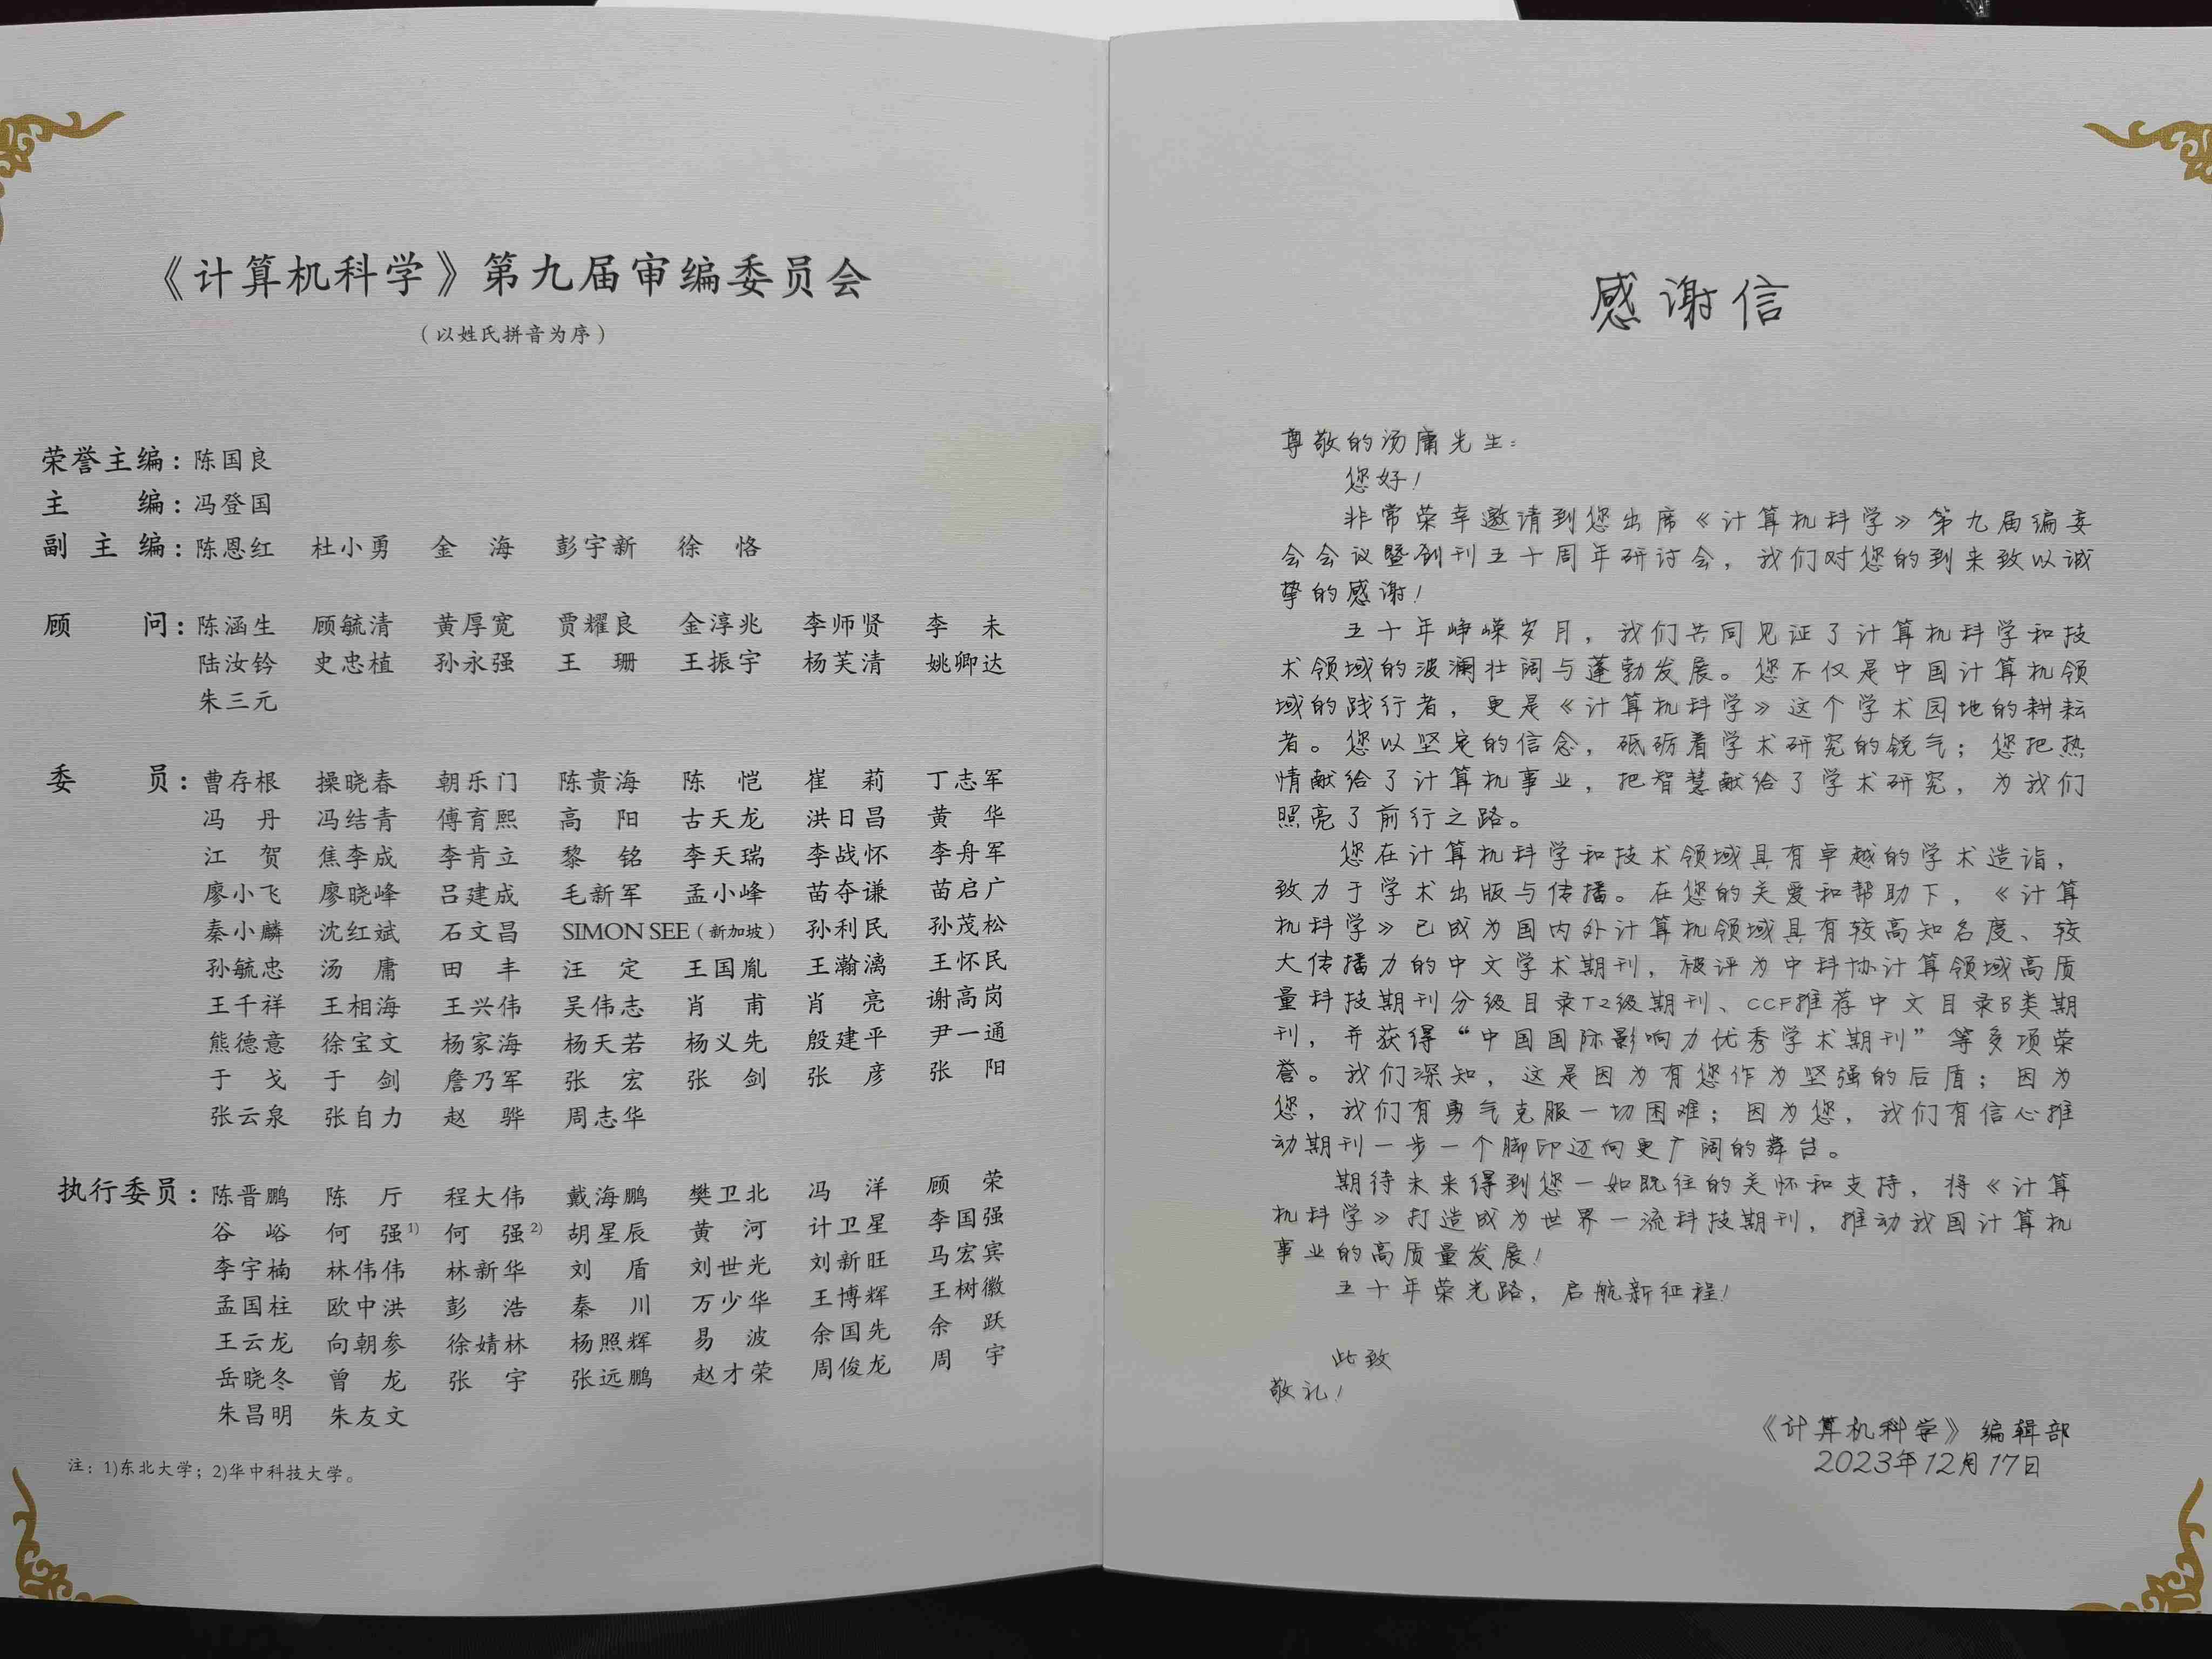 《计算机科学》第九届审编委员会
（以姓氏拼音为序）
荣誉主编：陈国良
主 编：冯登国
副主编：陈恩红 杜小勇 金 海 彭宇新 徐 恪
顾 问：陈涵生 顾毓清 黄厚宽 贾耀良 金淳兆 李师贤 李 未
陆汝钤 史忠植 孙永强 王 珊 王振宇 杨芙清 姚卿达
朱三元
委 员：曹存根 操晓春 朝乐门 陈贵海 陈 恺 崔 莉 丁志军
冯 丹 冯结青 傅育熙 高 阳 古天龙 洪日昌 黄 华
江 贺 焦李成 李肯立 黎 铭 李天瑞 李战怀 李舟军
廖小飞 廖晓峰 吕建成 毛新军 孟小峰 苗夺谦 苗启广
秦小麟 沈红斌 石文昌 SIMON SEE（新加坡） 孙利民 孙茂松
孙毓忠 汤 庸 田 丰 汪 定 王国胤 王瀚漓 王怀民
王千祥 王相海 王兴伟 吴伟志 肖 甫 肖 亮 谢高岗
熊德意 徐宝文 杨家海 杨天若 杨义先 殷建平 尹一通
于 戈 于 剑 詹乃军 张 宏 张 剑 张 彦 张 阳
张云泉 张自力 赵 骅 周志华
执行委员：陈晋鹏 陈 厅 程大伟 戴海鹏 樊卫北 冯 洋 顾 荣
谷 峪 何 强1) 何 强2) 胡星辰 黄 河 计卫星 李国强
李宇楠 林伟伟 林新华 刘 盾 刘世光 刘新旺 马宏宾
孟国柱 欧中洪 彭 浩 秦 川 万少华 王博辉 王树徽
王云龙 向朝参 徐婧林 杨照辉 易 波 余国先 余 跃
岳晓冬 曾 龙 张 宇 张远鹏 赵才荣 周俊龙 周 宇
朱昌明 朱友文
注：1)东北大学；2)华中科技大学。
感谢信
尊敬的汤庸先生：
您好！
非常荣幸邀请到您出席《计算机科学》第九届编委
会会议暨创刊五十周年研讨会，我们对您的到来致以诚
挚的感谢！
五十年峥嵘岁月，我们共同见证了计算机科学和技
术领域的波澜壮阔与蓬勃发展。您不仅是中国计算机领
域的践行者，更是《计算机科学》这个学术园地的耕耘
者。您以坚定的信念，砥砺着学术研究的锐气；您把热
情献给了计算机事业，把智慧献给了学术研究，为我们
照亮了前行之路。
您在计算机科学和技术领域具有卓越的学术造诣，
致力于学术出版与传播。在您的关爱和帮助下，《计算
机科学》已成为国内外计算机领域具有较高知名度、较
大传播力的中文学术期刊，被评为中科协计算领域高质
量科技期刊分级目录T2级期刊、CCF推荐中文目录B类期
刊，并获得“中国国际影响力优秀学术期刊”等多项荣
誉。我们深知，这是因为有您作为坚强的后盾；因为
您，我们有勇气克服一切困难；因为您，我们有信心推
动期刊一步一个脚印迈向更广阔的舞台。
期待未来得到您一如既往的关怀和支持，将《计算
机科学》打造成为世界一流科技期刊，推动我国计算机
事业的高质量发展！
五十年荣光路，启航新征程！
此致
敬礼！
《计算机科学》编辑部
2023年12月17日